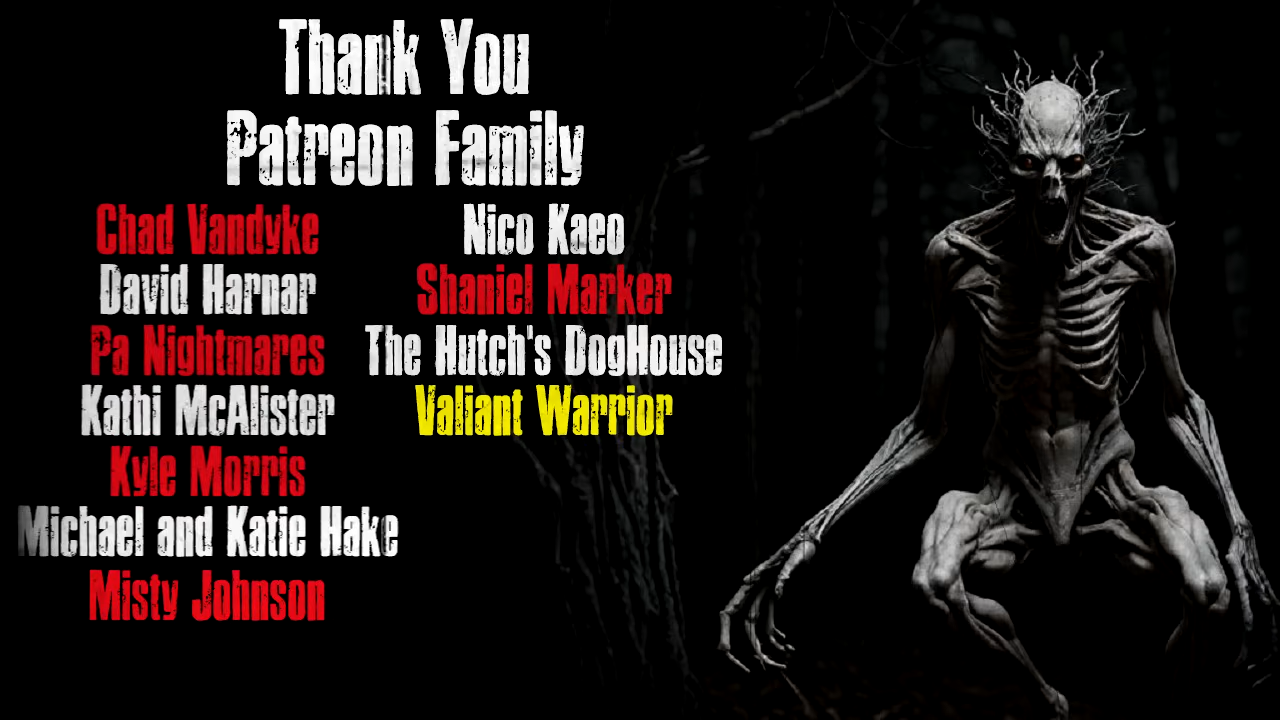 Thank You
Patreon Family
Chad Vandyke
David Harnar
Pa Nightmares
Kathi McAlister
Kyle Morris
Michael and Katie Hake
Misty Johnson
Nico Kaeo
Shaniel Marker
The Hutch's DogHouse
Valiant Warrior